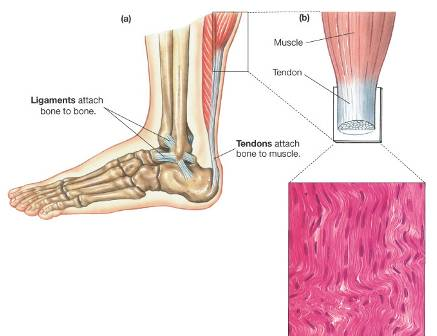 (a)
(b)
Muscle
Tendon
Ligaments attach
bone to bone.
Tendons attach
bone to muscle.